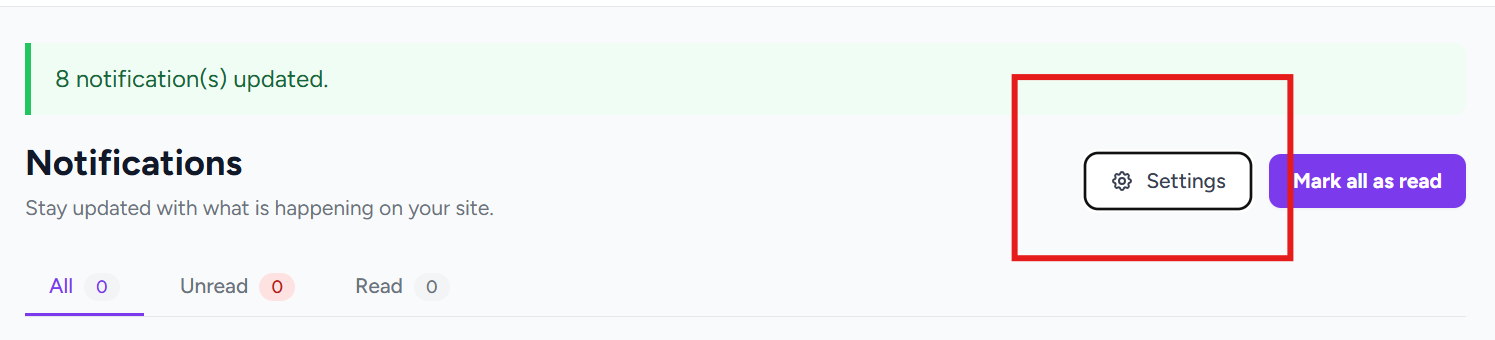 8 notification(s) updated.
Notifications
Stay updated with what is happening on your site.
Settings
Mark all as read
All 0
Unread 0
Read 0